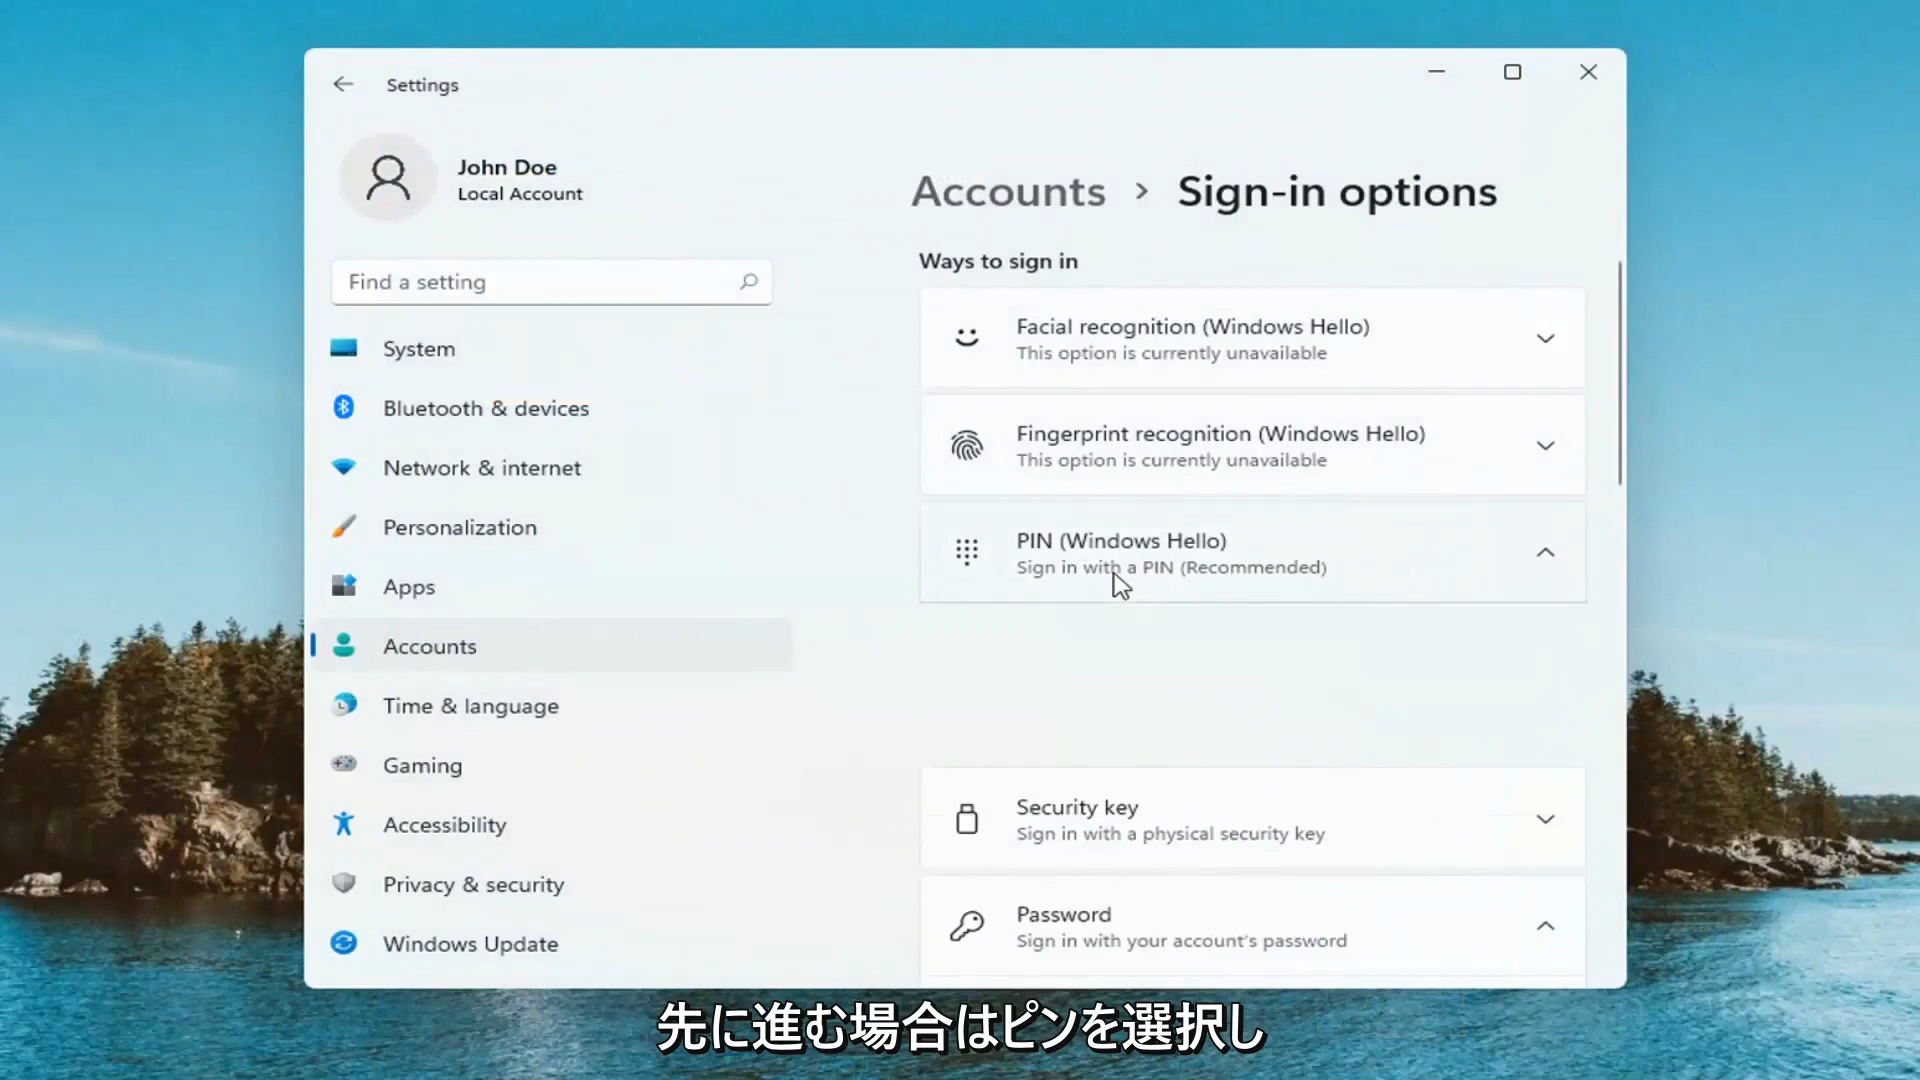 Settings
John Doe
Local Account
Find a setting
System
Bluetooth & devices
Network & internet
Personalization
Apps
Accounts
Time & language
Gaming
Accessibility
Privacy & security
Windows Update
Accounts > Sign-in options
Ways to sign in
Facial recognition (Windows Hello)
This option is currently unavailable
Fingerprint recognition (Windows Hello)
This option is currently unavailable
PIN (Windows Hello)
Sign in with a PIN (Recommended)
Security key
Sign in with a physical security key
Password
Sign in with your account's password
先に進む場合はピンを選択し